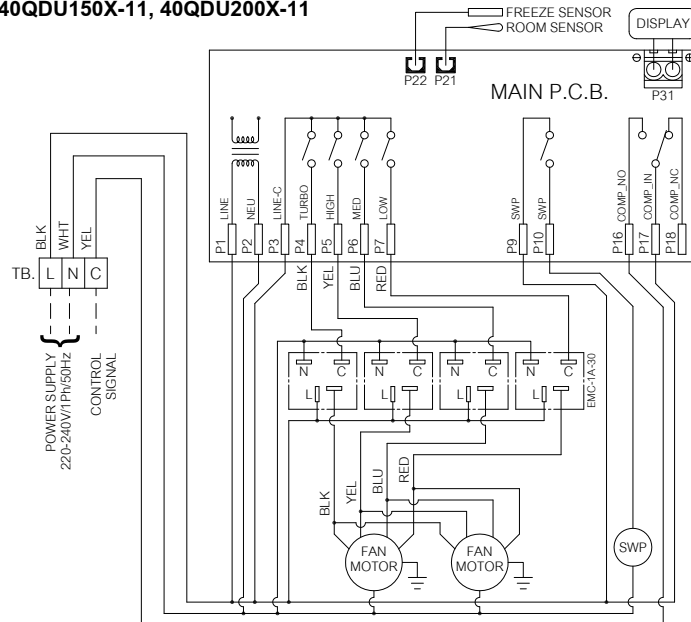 40QDU150X-11, 40QDU200X-11
FREEZE SENSOR
ROOM SENSOR
DISPLAY
P22 P21
P31
MAIN P.C.B.
LINE
NEU
LINE-C
TURBO
HIGH
MED
LOW
SWP
SWP
COMP_NO
COMP_IN
COMP_NC
P1
P2
P3
P4
P5
P6
P7
P9
P10
P16
P17
P18
BLK
WHT
YEL
TB. L N C
POWER SUPPLY
220-240V/1Ph/50Hz
CONTROL
SIGNAL
BLK
YEL
BLU
RED
N C
L
N C
L
N C
L
N C
L
EMC-1A-30
BLK
YEL
BLU
RED
FAN
MOTOR
FAN
MOTOR
SWP